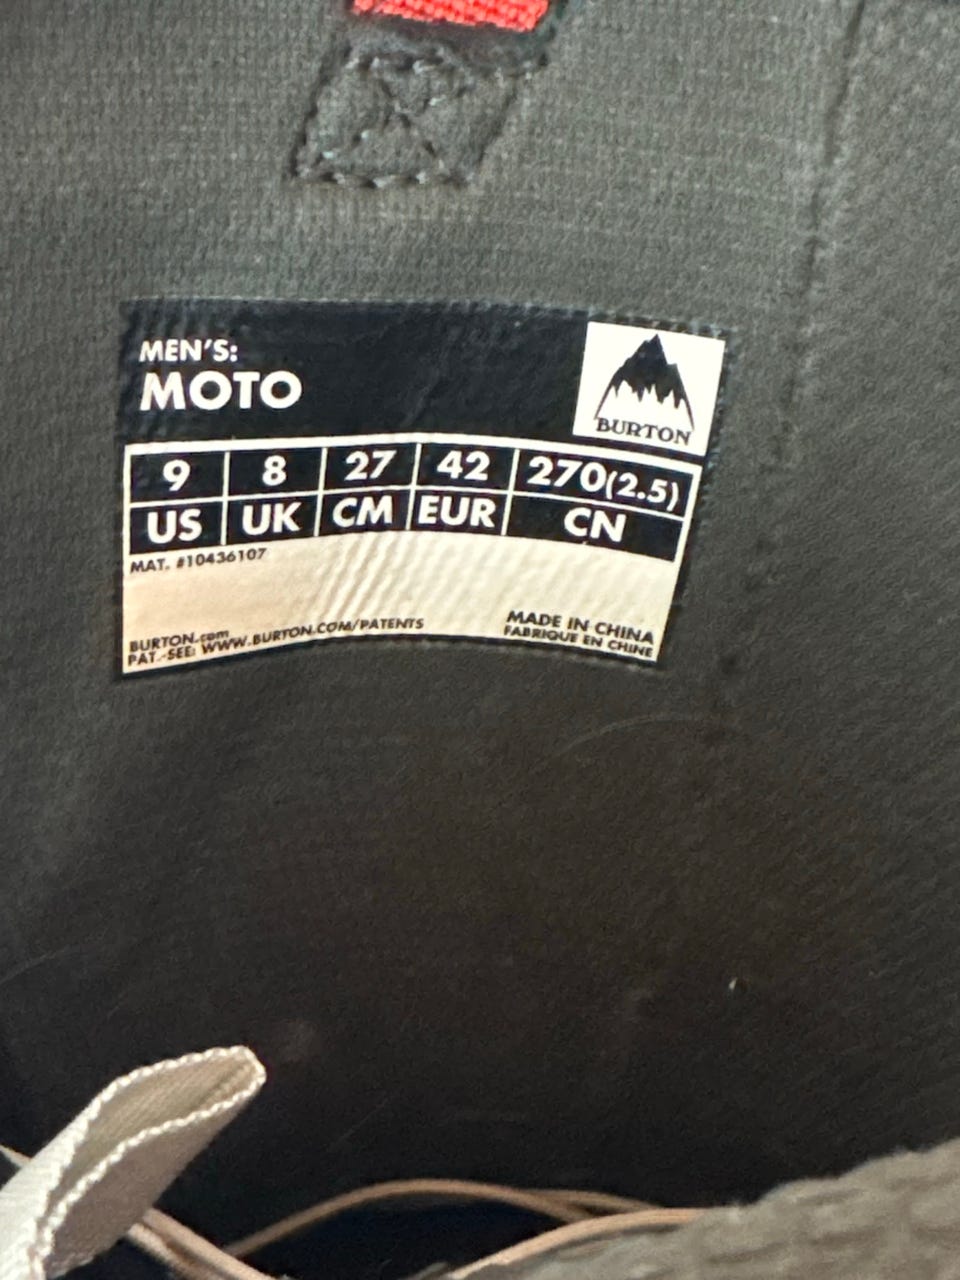 MEN'S:
MOTO
BURTON
9 8 27 42 270(2.5)
US UK CM EUR CN
MAT. #10436107
BURTON.com
PAT.-SEE: WWW.BURTON.COM/PATENTS
MADE IN CHINA
FABRIQUE EN CHINE